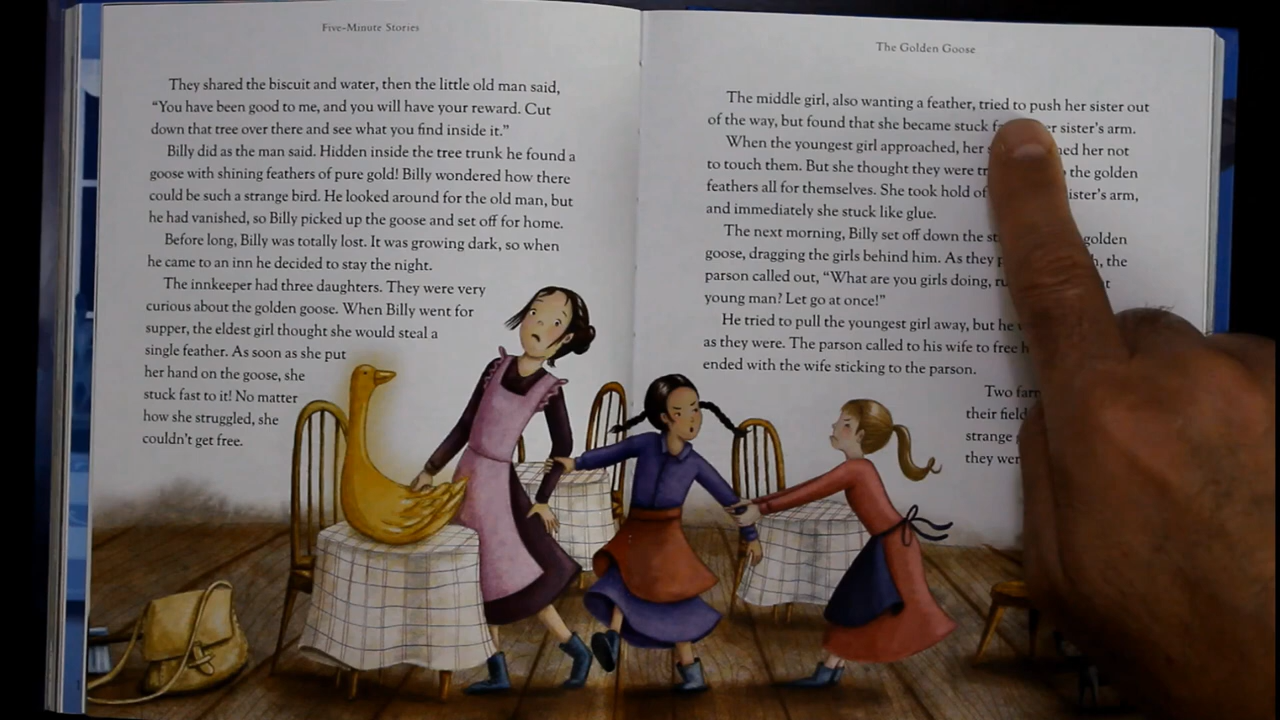 Five-Minute Stories
They shared the biscuit and water, then the little old man said,
“You have been good to me, and you will have your reward. Cut
down that tree over there and see what you find inside it.”
Billy did as the man said. Hidden inside the tree trunk he found a
goose with shining feathers of pure gold! Billy wondered how there
could be such a strange bird. He looked around for the old man, but
he had vanished, so Billy picked up the goose and set off for home.
Before long, Billy was totally lost. It was growing dark, so when
he came to an inn he decided to stay the night.
The innkeeper had three daughters. They were very
curious about the golden goose. When Billy went for
supper, the eldest girl thought she would steal a
single feather. As soon as she put
her hand on the goose, she
stuck fast to it! No matter
how she struggled, she
couldn’t get free.
The Golden Goose
The middle girl, also wanting a feather, tried to push her sister out
of the way, but found that she became stuck sister’s arm.
When the youngest girl approached, her her not
to touch them. But she thought they were the golden
feathers all for themselves. She took hold of arm,
and immediately she stuck like glue.
The next morning, Billy set off down the golden
goose, dragging the girls behind him. As they the
parson called out, “What are you girls doing,
young man? Let go at once!”
He tried to pull the youngest girl away, but he
as they were. The parson called to his wife to free
ended with the wife sticking to the parson.
Two
their
strange
they